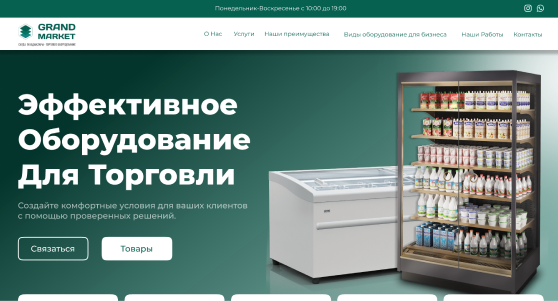 Понедельник-Воскресенье с 10:00 до 19:00
GRAND
MARKET
О Нас
Услуги
Наши преимущества
Виды оборудование для бизнеса
Наши Работы
Контакты
Эффективное
Оборудование
Для Торговли
Создайте комфортные условия для ваших клиентов
с помощью проверенных решений.
Связаться
Товары